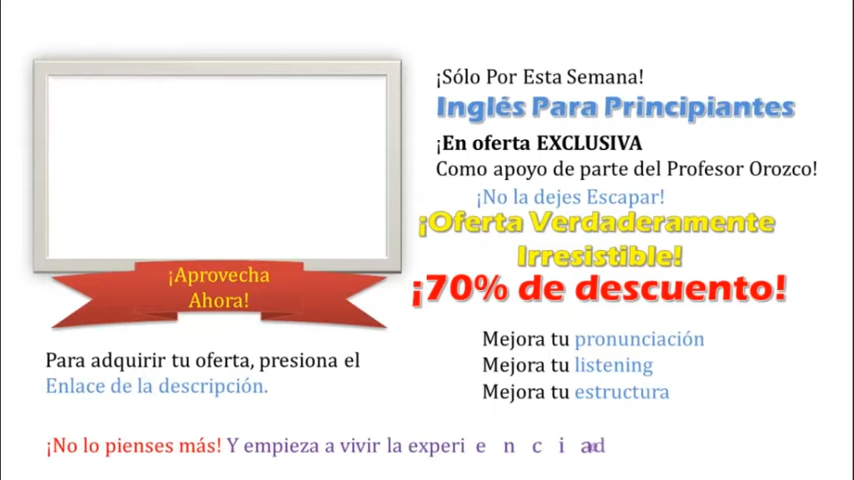 ¡Sólo Por Esta Semana!
Inglés Para Principiantes
¡En oferta EXCLUSIVA
Como apoyo de parte del Profesor Orozco!
¡No la dejes Escapar!
¡Oferta Verdaderamente
Irresistible!
¡70% de descuento!
¡Aprovecha
Ahora!
Mejora tu pronunciación
Mejora tu listening
Mejora tu estructura
Para adquirir tu oferta, presiona el
Enlace de la descripción.
¡No lo pienses más! Y empieza a vivir la experi e n c i a